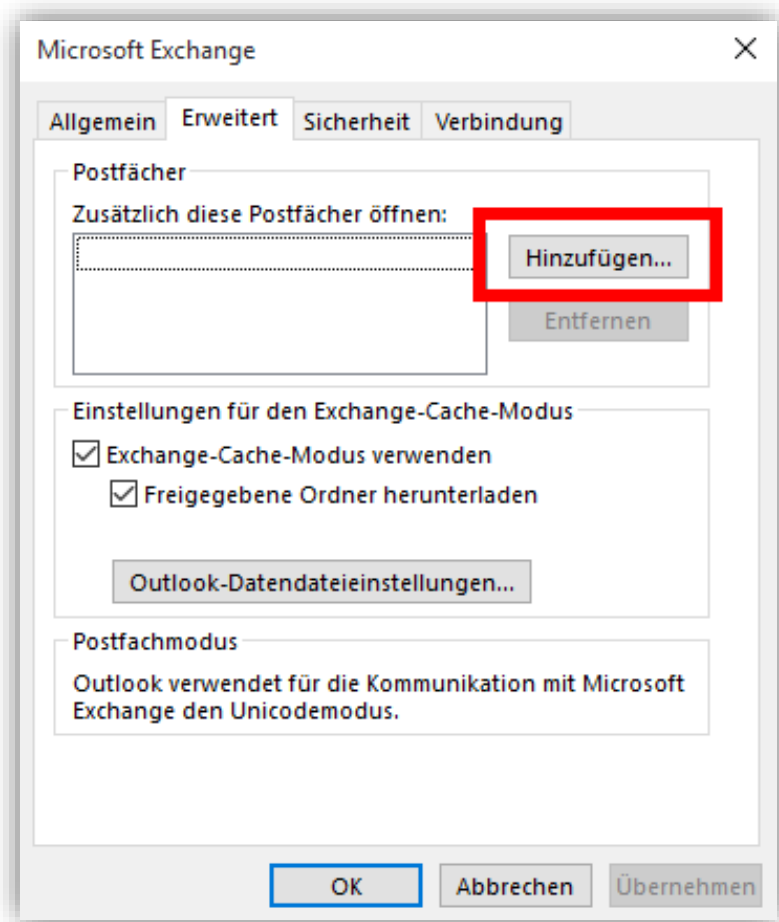 Microsoft Exchange
Allgemein Erweitert Sicherheit Verbindung
Postfächer
Zusätzlich diese Postfächer öffnen:
Hinzufügen...
Entfernen
Einstellungen für den Exchange-Cache-Modus
Exchange-Cache-Modus verwenden
Freigegebene Ordner herunterladen
Outlook-Datendateieinstellungen...
Postfachmodus
Outlook verwendet für die Kommunikation mit Microsoft
Exchange den Unicodemodus.
OK Abbrechen Übernehmen